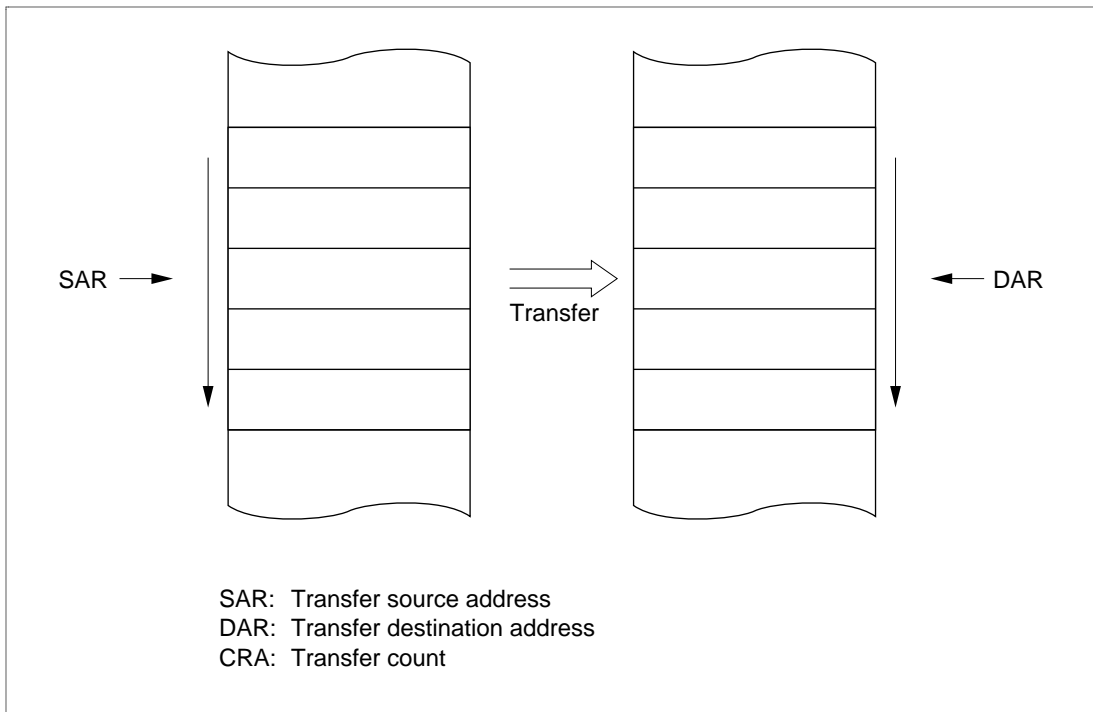 SAR
Transfer
DAR
SAR: Transfer source address
DAR: Transfer destination address
CRA: Transfer count